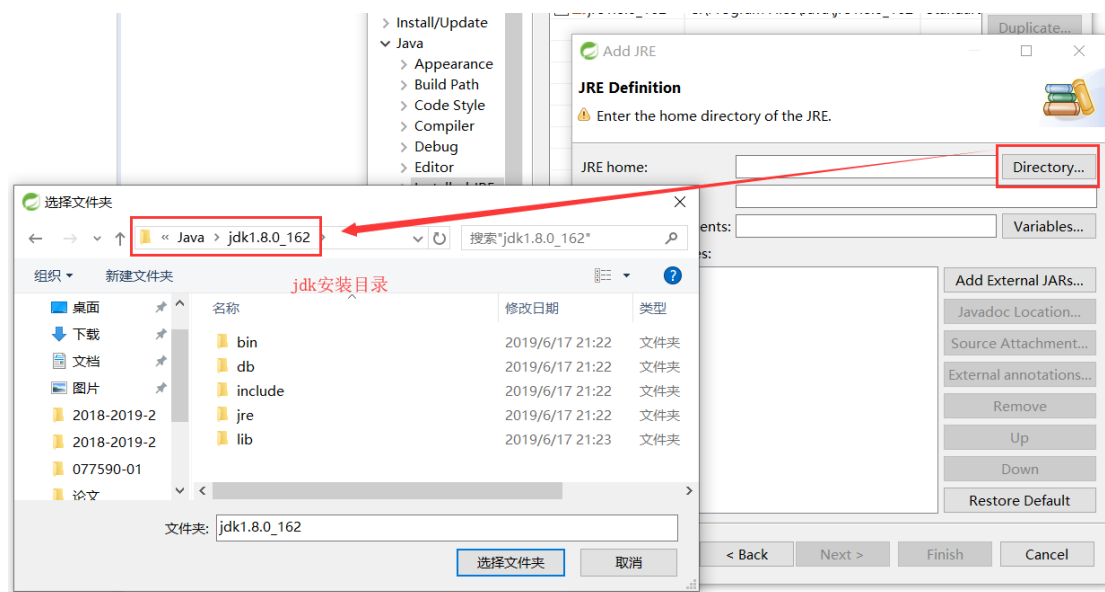 Install/Update
Java
Appearance
Build Path
Code Style
Compiler
Debug
Editor
Duplicate...
Add JRE
JRE Definition
Enter the home directory of the JRE.
JRE home:
Directory...
ents:
Variables...
es:
Add External JARs...
Javadoc Location...
Source Attachment...
External annotations...
Remove
Up
Down
Restore Default
< Back
Next >
Finish
Cancel
选择文件夹
« Java > jdk1.8.0_162 >
搜索"jdk1.8.0_162"
组织
新建文件夹
jdk安装目录
桌面
下载
文档
图片
2018-2019-2
2018-2019-2
077590-01
论文
名称 修改日期 类型
bin 2019/6/17 21:22 文件夹
db 2019/6/17 21:22 文件夹
include 2019/6/17 21:22 文件夹
jre 2019/6/17 21:22 文件夹
lib 2019/6/17 21:23 文件夹
文件夹: jdk1.8.0_162
选择文件夹
取消